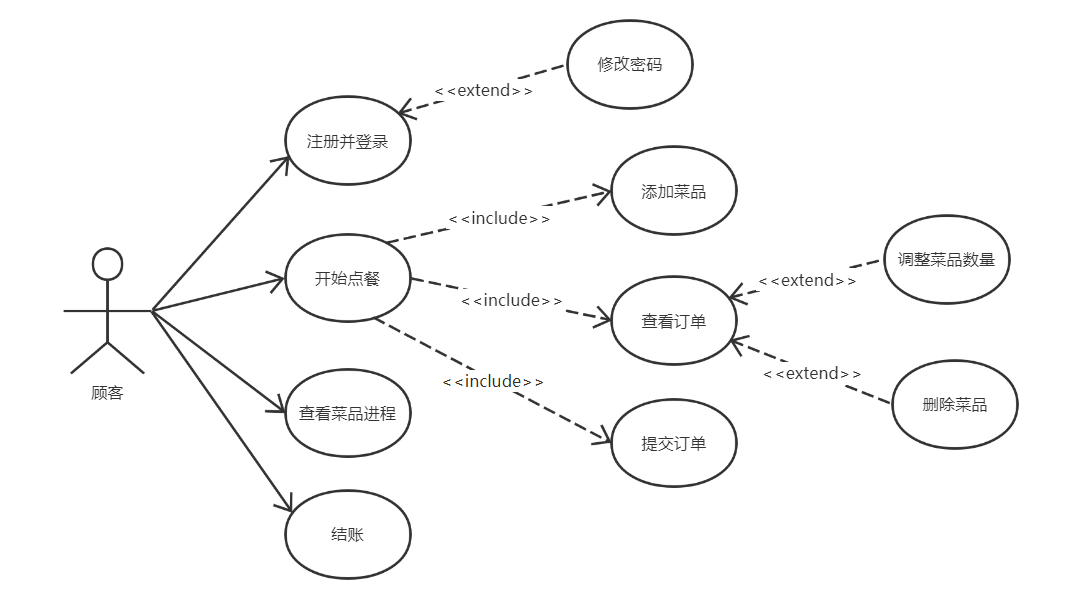 修改密码
<<extend>>
注册并登录
添加菜品
<<include>>
调整菜品数量
<<extend>>
开始点餐
<<include>>
查看订单
<<extend>>
<<include>>
删除菜品
顾客
查看菜品进程
提交订单
结账